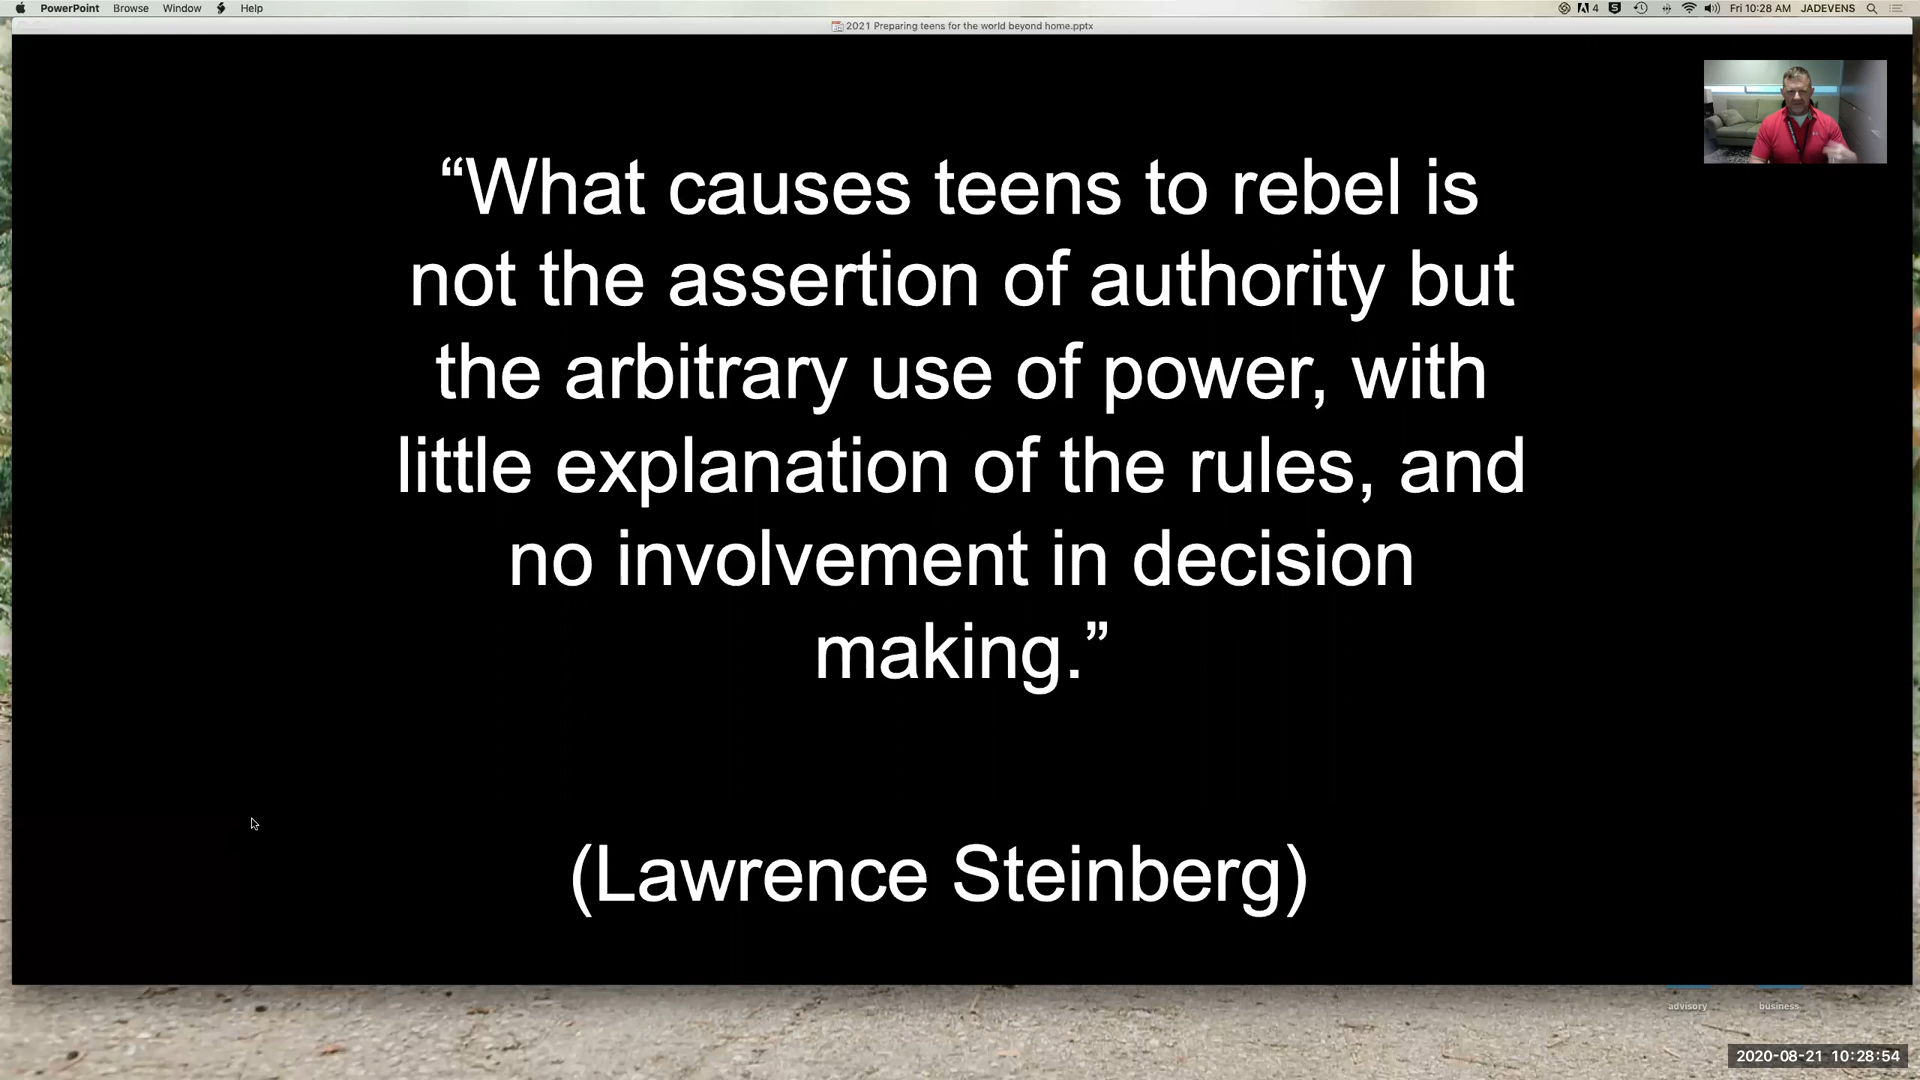 PowerPoint Browse Window Help
4 Fri 10:28 AM JADEVENS
2021 Preparing teens for the world beyond home.pptx
“What causes teens to rebel is
not the assertion of authority but
the arbitrary use of power, with
little explanation of the rules, and
no involvement in decision
making.”
(Lawrence Steinberg)
advisory business
2020-08-21 10:28:54